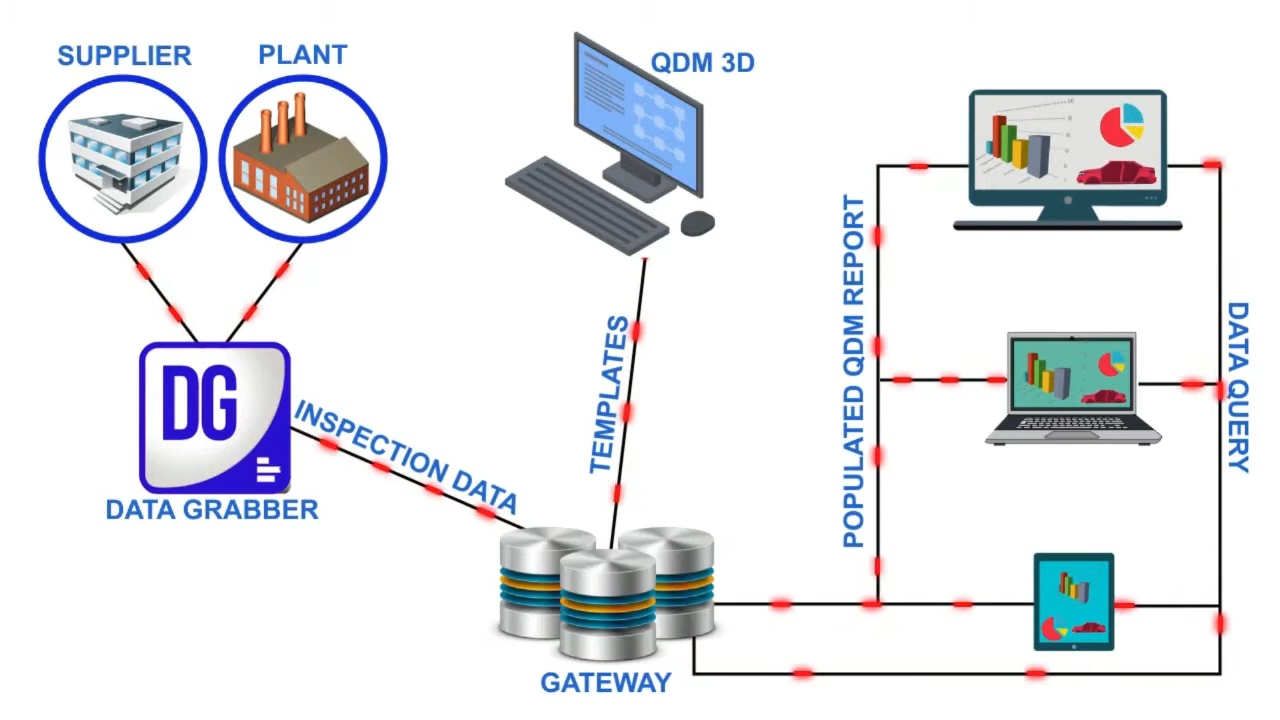 SUPPLIER
PLANT
QDM 3D
DG
DATA GRABBER
INSPECTION DATA
TEMPLATES
GATEWAY
POPULATED QDM REPORT
DATA QUERY